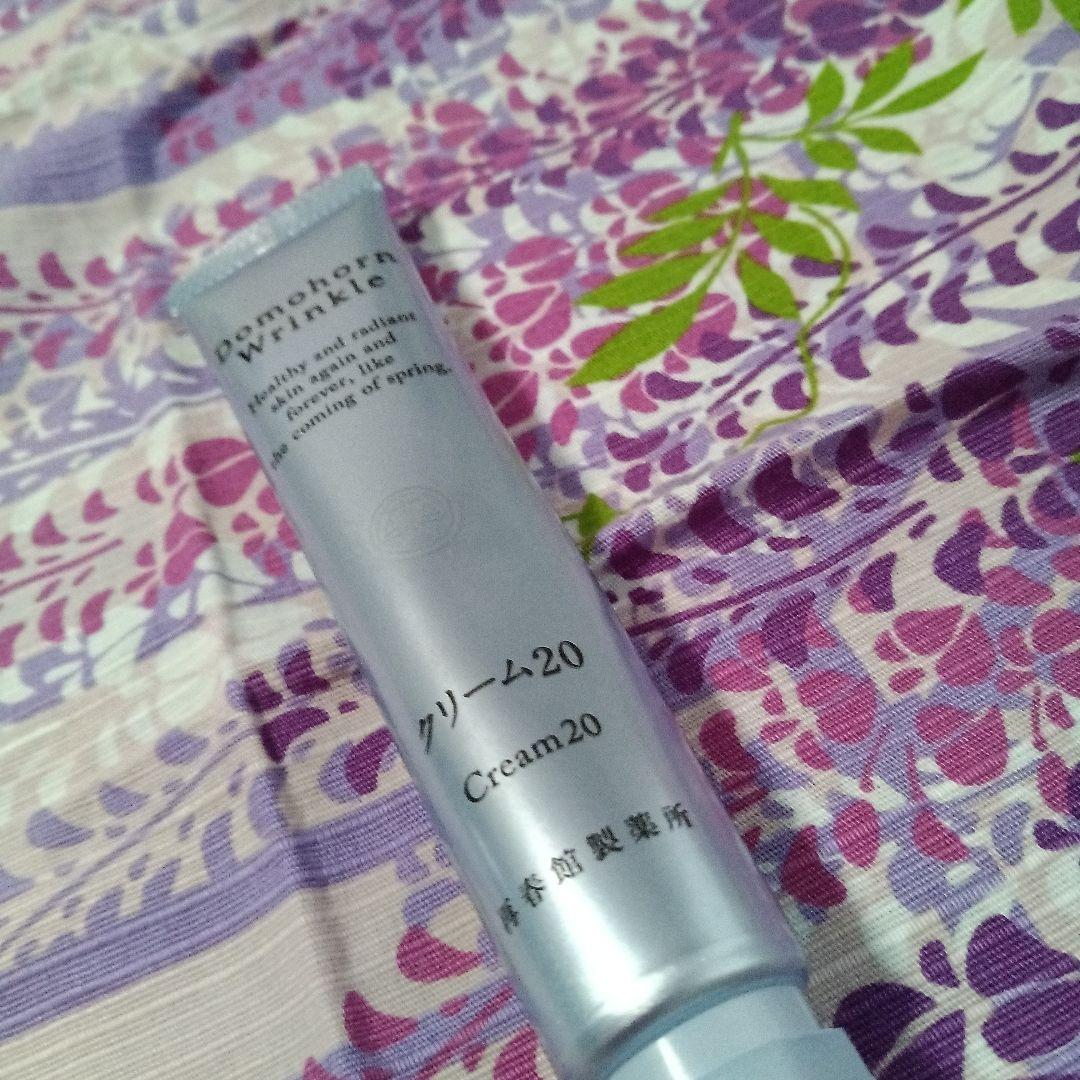 Domohorn
Wrinkle
Healthy and radiant
skin again and
forever, like
the coming of spring.
クリーム20
Cream20
再春館製薬所